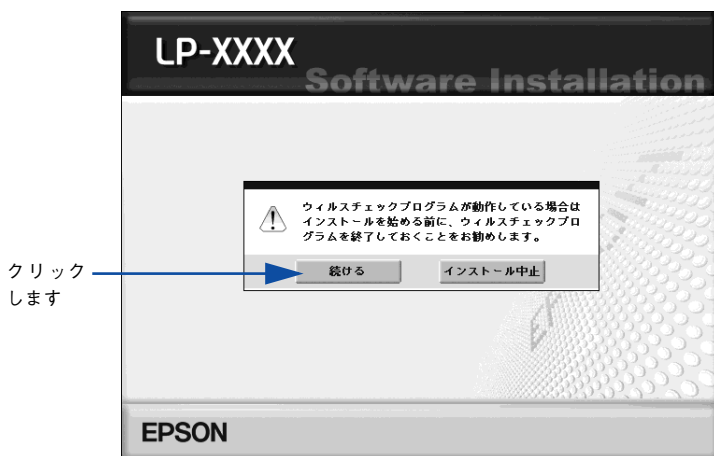 LP-XXXX
Software Installation
ウィルスチェックプログラムが動作している場合は
インストールを始める前に、ウィルスチェックプロ
グラムを終了しておくことをお勧めします。
クリック
します
続ける
インストール中止
EPSON